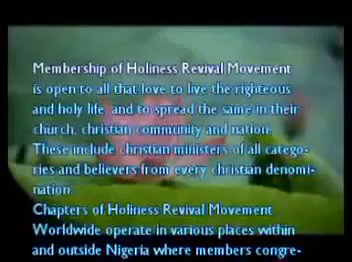 Membership of Holiness Revival Movement
is open to all that love to live the righteous
and holy life and to spread the same in their
church, christian community and nation.
These include christian ministers of all catego-
ries and believers from every christian denomi-
nation.
Chapters of Holiness Revival Movement
Worldwide operate in various places within
and outside Nigeria where members congre-